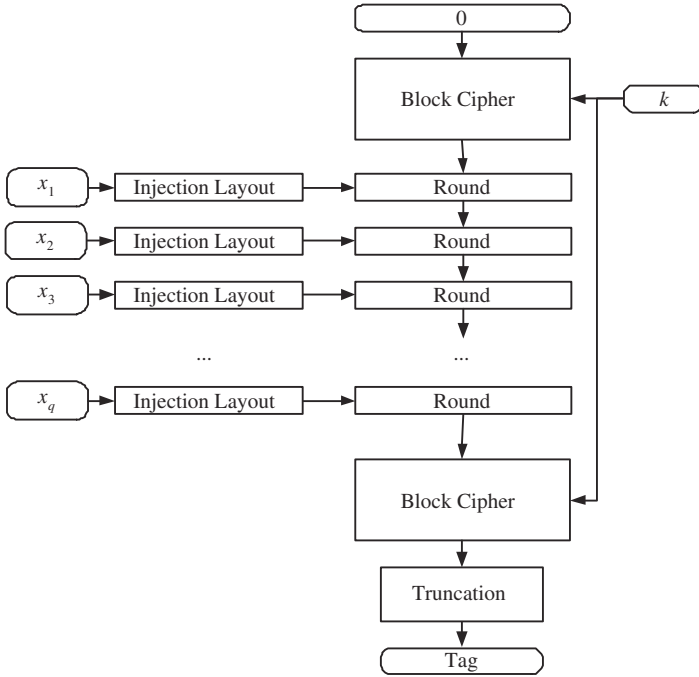 0
Block Cipher
k
x1 Injection Layout Round
x2 Injection Layout Round
x3 Injection Layout Round
... ...
xq Injection Layout Round
Block Cipher
Truncation
Tag